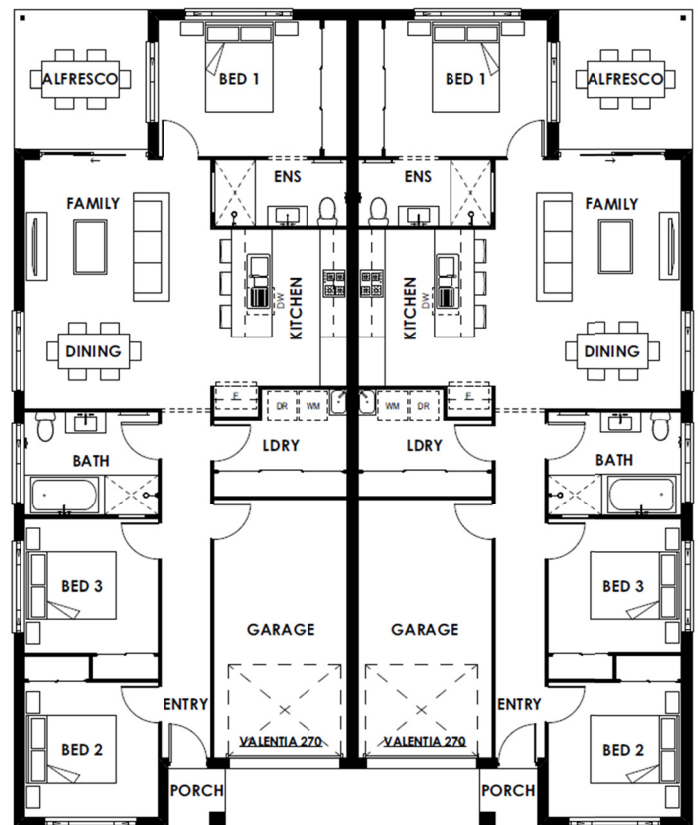 ALFRESCO
BED 1
BED 1
ALFRESCO
ENS
ENS
FAMILY
FAMILY
DW
KITCHEN
KITCHEN
DW
DINING
DINING
F
DR
WM
WM
DR
F
LDRY
LDRY
BATH
BATH
BED 3
BED 3
GARAGE
GARAGE
ENTRY
ENTRY
VALENTIA 270
VALENTIA 270
BED 2
BED 2
PORCH
PORCH